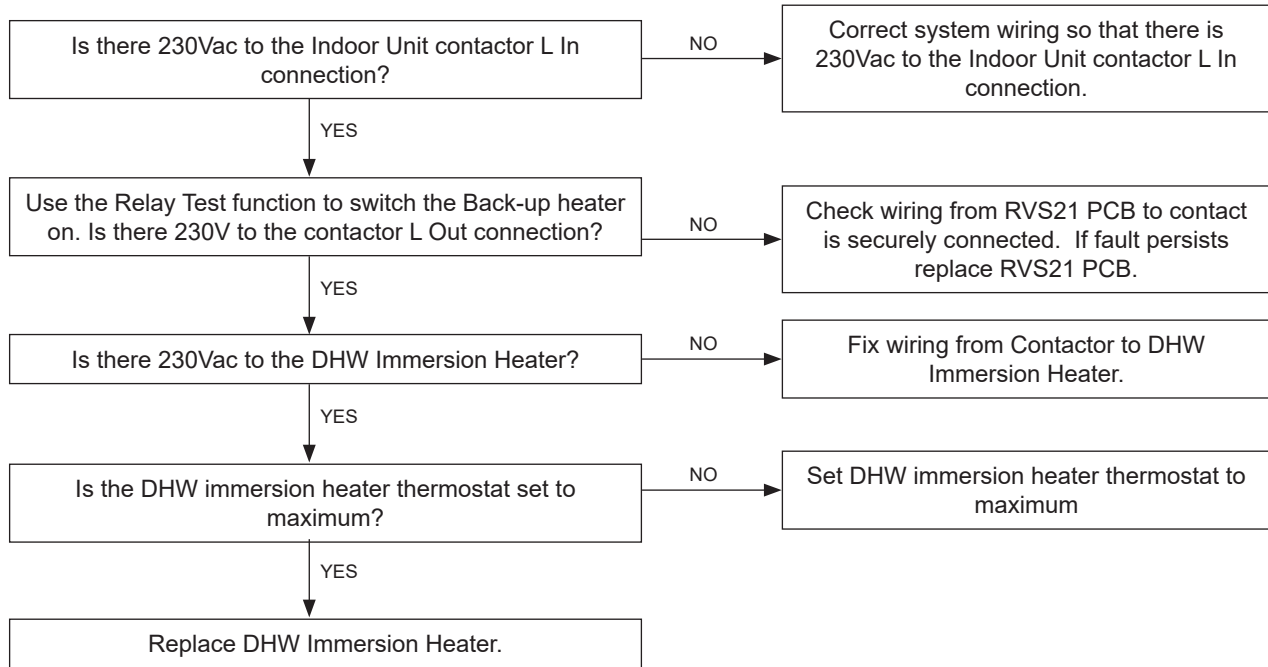 Is there 230Vac to the Indoor Unit contactor L In
connection?
NO
Correct system wiring so that there is
230Vac to the Indoor Unit contactor L In
connection.
YES
Use the Relay Test function to switch the Back-up heater
on. Is there 230V to the contactor L Out connection?
NO
Check wiring from RVS21 PCB to contact
is securely connected.  If fault persists
replace RVS21 PCB.
YES
Is there 230Vac to the DHW Immersion Heater?
NO
Fix wiring from Contactor to DHW
Immersion Heater.
YES
Is the DHW immersion heater thermostat set to
maximum?
NO
Set DHW immersion heater thermostat to
maximum
YES
Replace DHW Immersion Heater.